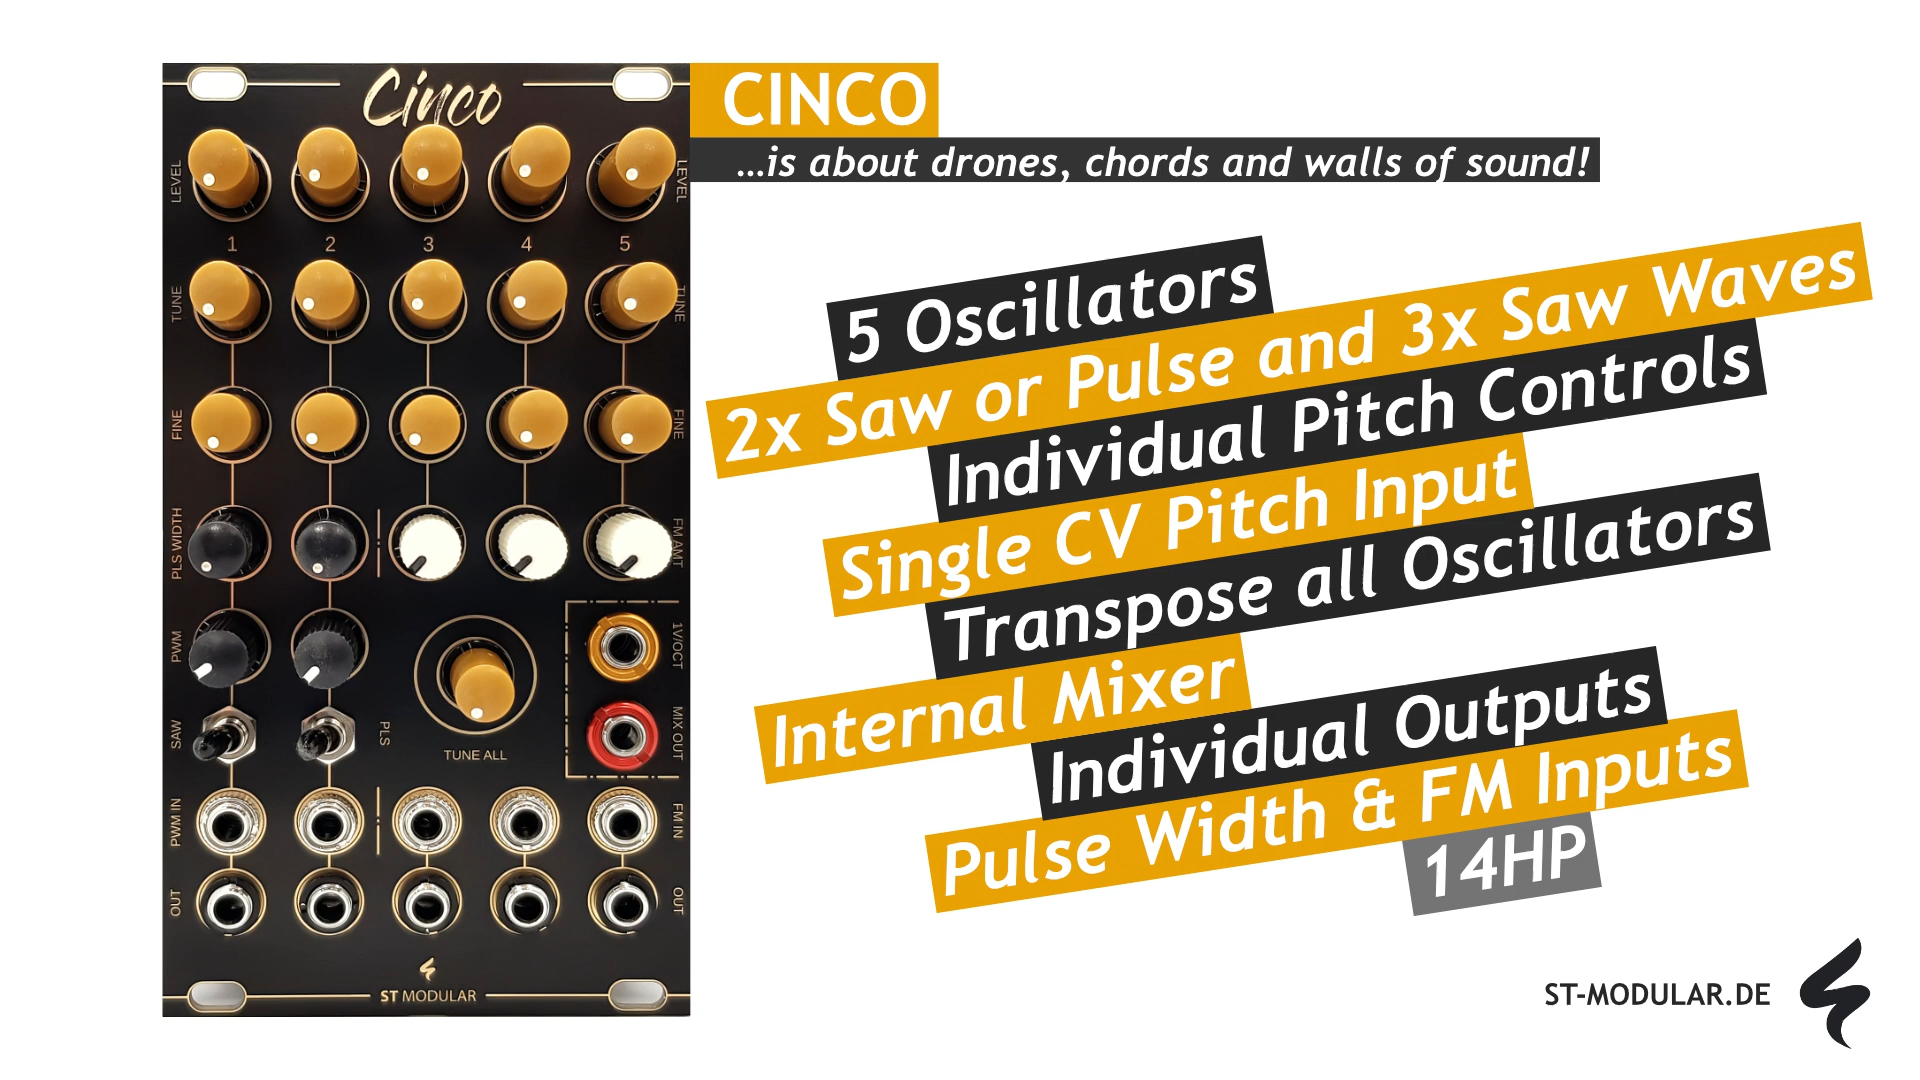 Cinco
LEVEL
LEVEL
1 2 3 4 5
TUNE
TUNE
FINE
FINE
PLS WIDTH
FM AMT
PWM
1V/OCT
SAW
PLS
MIX OUT
TUNE ALL
PWM IN
FM IN
OUT
OUT
ST MODULAR
CINCO
...is about drones, chords and walls of sound!
5 Oscillators
2x Saw or Pulse and 3x Saw Waves
Individual Pitch Controls
Single CV Pitch Input
Transpose all Oscillators
Internal Mixer
Individual Outputs
Pulse Width & FM Inputs
14HP
ST-MODULAR.DE